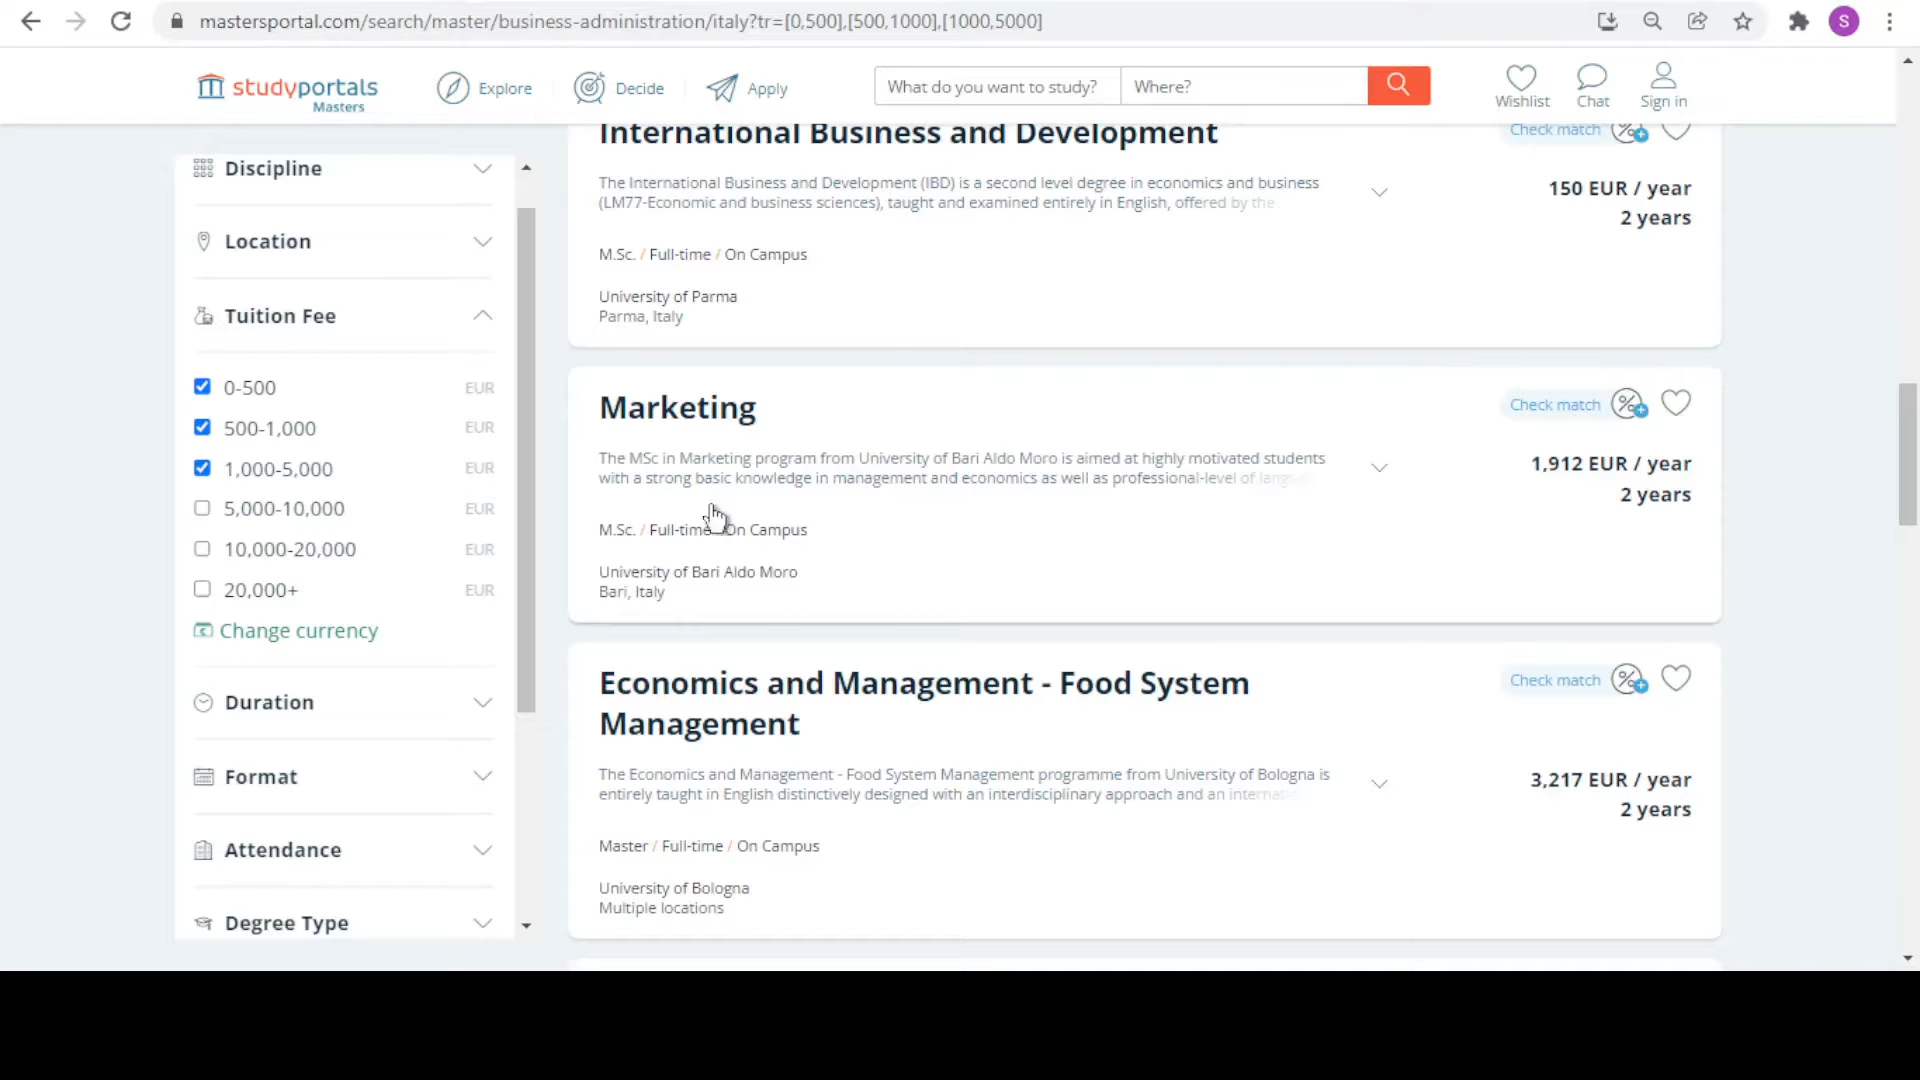 mastersportal.com/search/master/business-administration/italy?tr=[0,500],[500,1000],[1000,5000]
S
studyportals
Masters
Explore
Decide
Apply
What do you want to study?
Where?
Wishlist
Chat
Sign in
Discipline
Location
Tuition Fee
0-500 EUR
500-1,000 EUR
1,000-5,000 EUR
5,000-10,000 EUR
10,000-20,000 EUR
20,000+ EUR
Change currency
Duration
Format
Attendance
Degree Type
International Business and Development
Check match
The International Business and Development (IBD) is a second level degree in economics and business
(LM77-Economic and business sciences), taught and examined entirely in English, offered by the
150 EUR / year
2 years
M.Sc. / Full-time / On Campus
University of Parma
Parma, Italy
Marketing
Check match
The MSc in Marketing program from University of Bari Aldo Moro is aimed at highly motivated students
with a strong basic knowledge in management and economics as well as professional-level of
1,912 EUR / year
2 years
M.Sc. / Full-time On Campus
University of Bari Aldo Moro
Bari, Italy
Economics and Management - Food System
Management
Check match
The Economics and Management - Food System Management programme from University of Bologna is
entirely taught in English distinctively designed with an interdisciplinary approach and an
3,217 EUR / year
2 years
Master / Full-time / On Campus
University of Bologna
Multiple locations